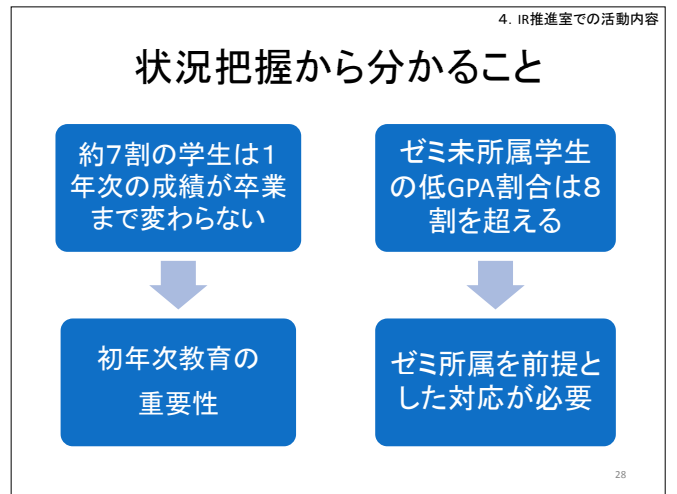 4．IR推進室での活動内容
状況把握から分かること
約７割の学生は１
年次の成績が卒業
まで変わらない
ゼミ未所属学生
の低GPA割合は８
割を超える
初年次教育の
重要性
ゼミ所属を前提と
した対応が必要
28